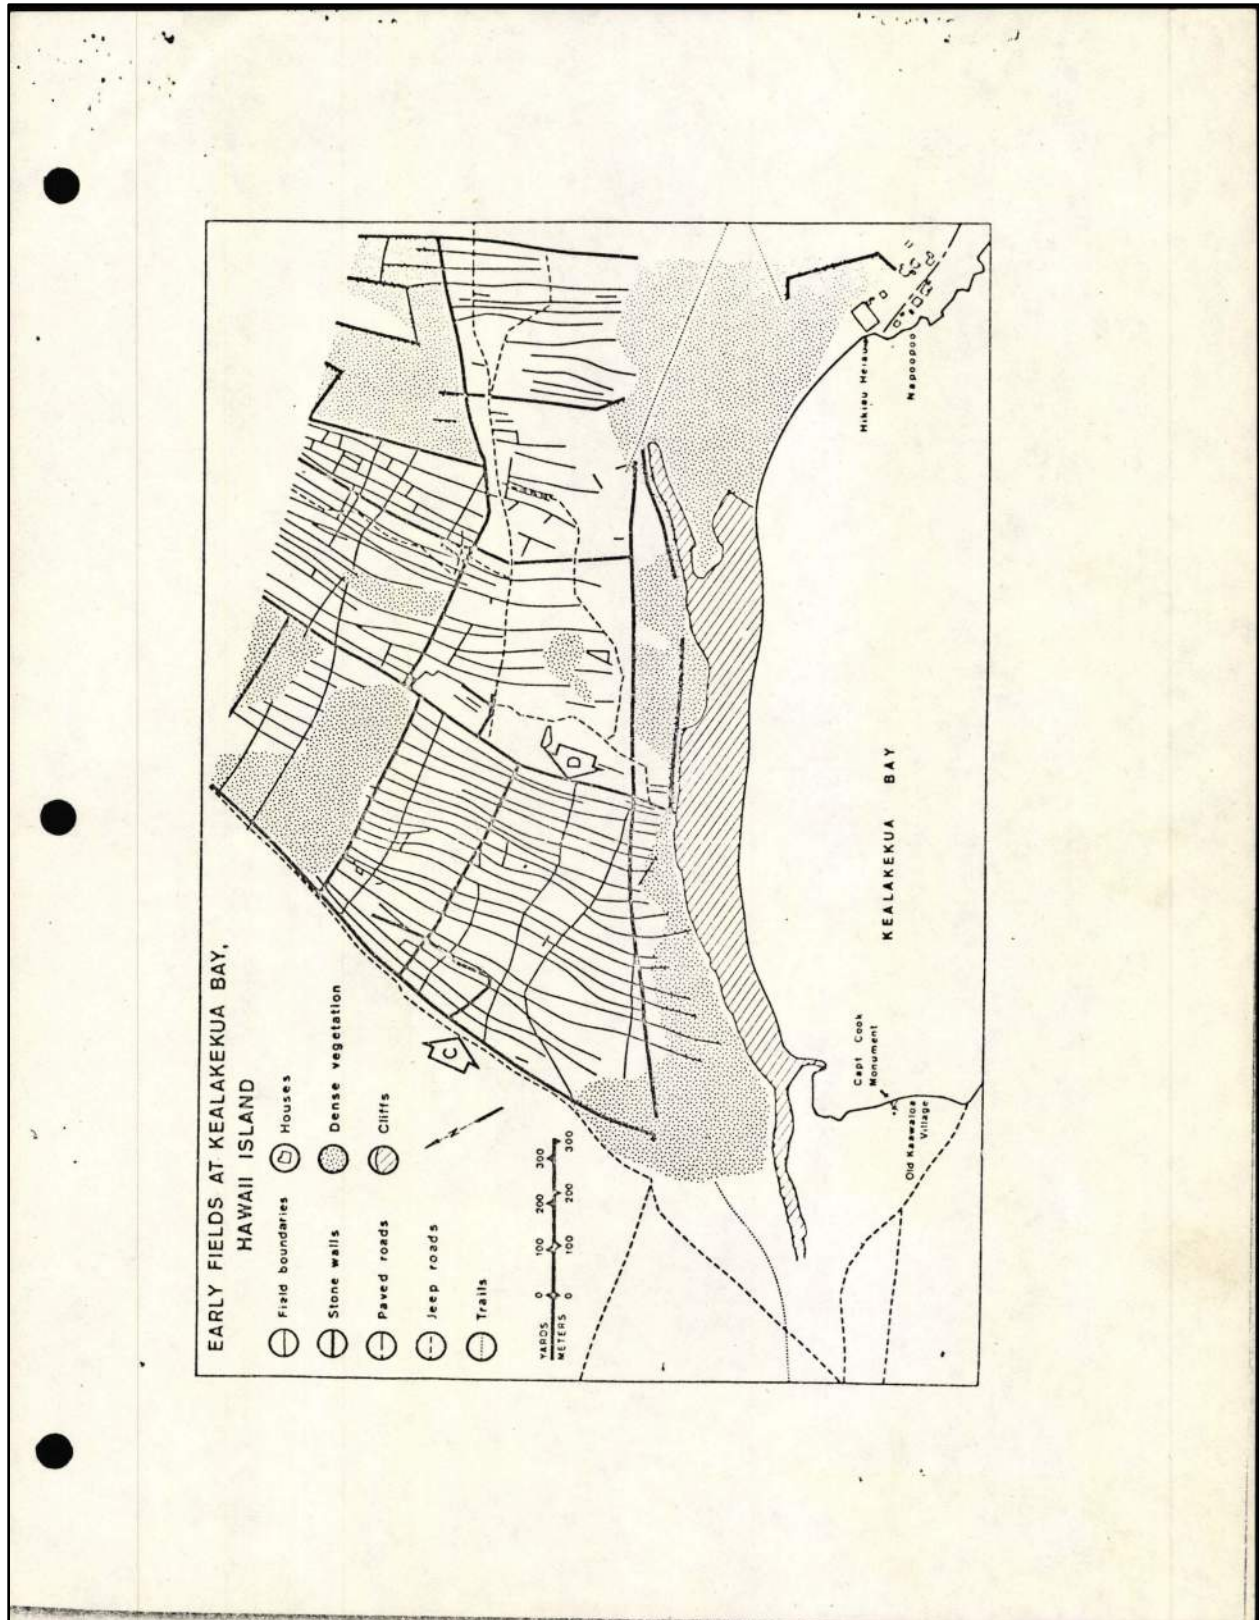 EARLY FIELDS AT KEALAKEKUA BAY,
HAWAII ISLAND
Field boundaries
Houses
Stone walls
Dense vegetation
Paved roads
Cliffs
Jeep roads
Trails
N
YARDS 0 100 200 300
METERS 0 100 200 300
C
D
KEALAKEKUA BAY
Capt Cook
Monument
Old Kaawaloa
Village
Hikiau Heiau
Napoopoo